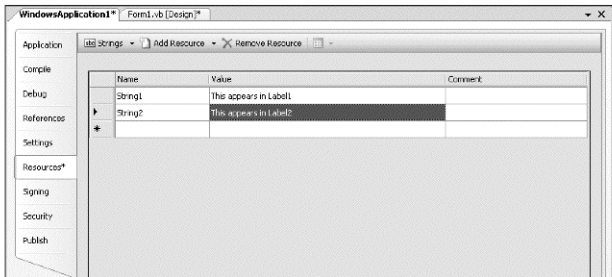 WindowsApplication1* Form1.vb [Design]*
Application
abc Strings Add Resource Remove Resource
Compile
Name Value Comment
Debug
String1 This appears in Label1
String2 This appears in Label2
References
Settings
Resources*
Signing
Security
Publish